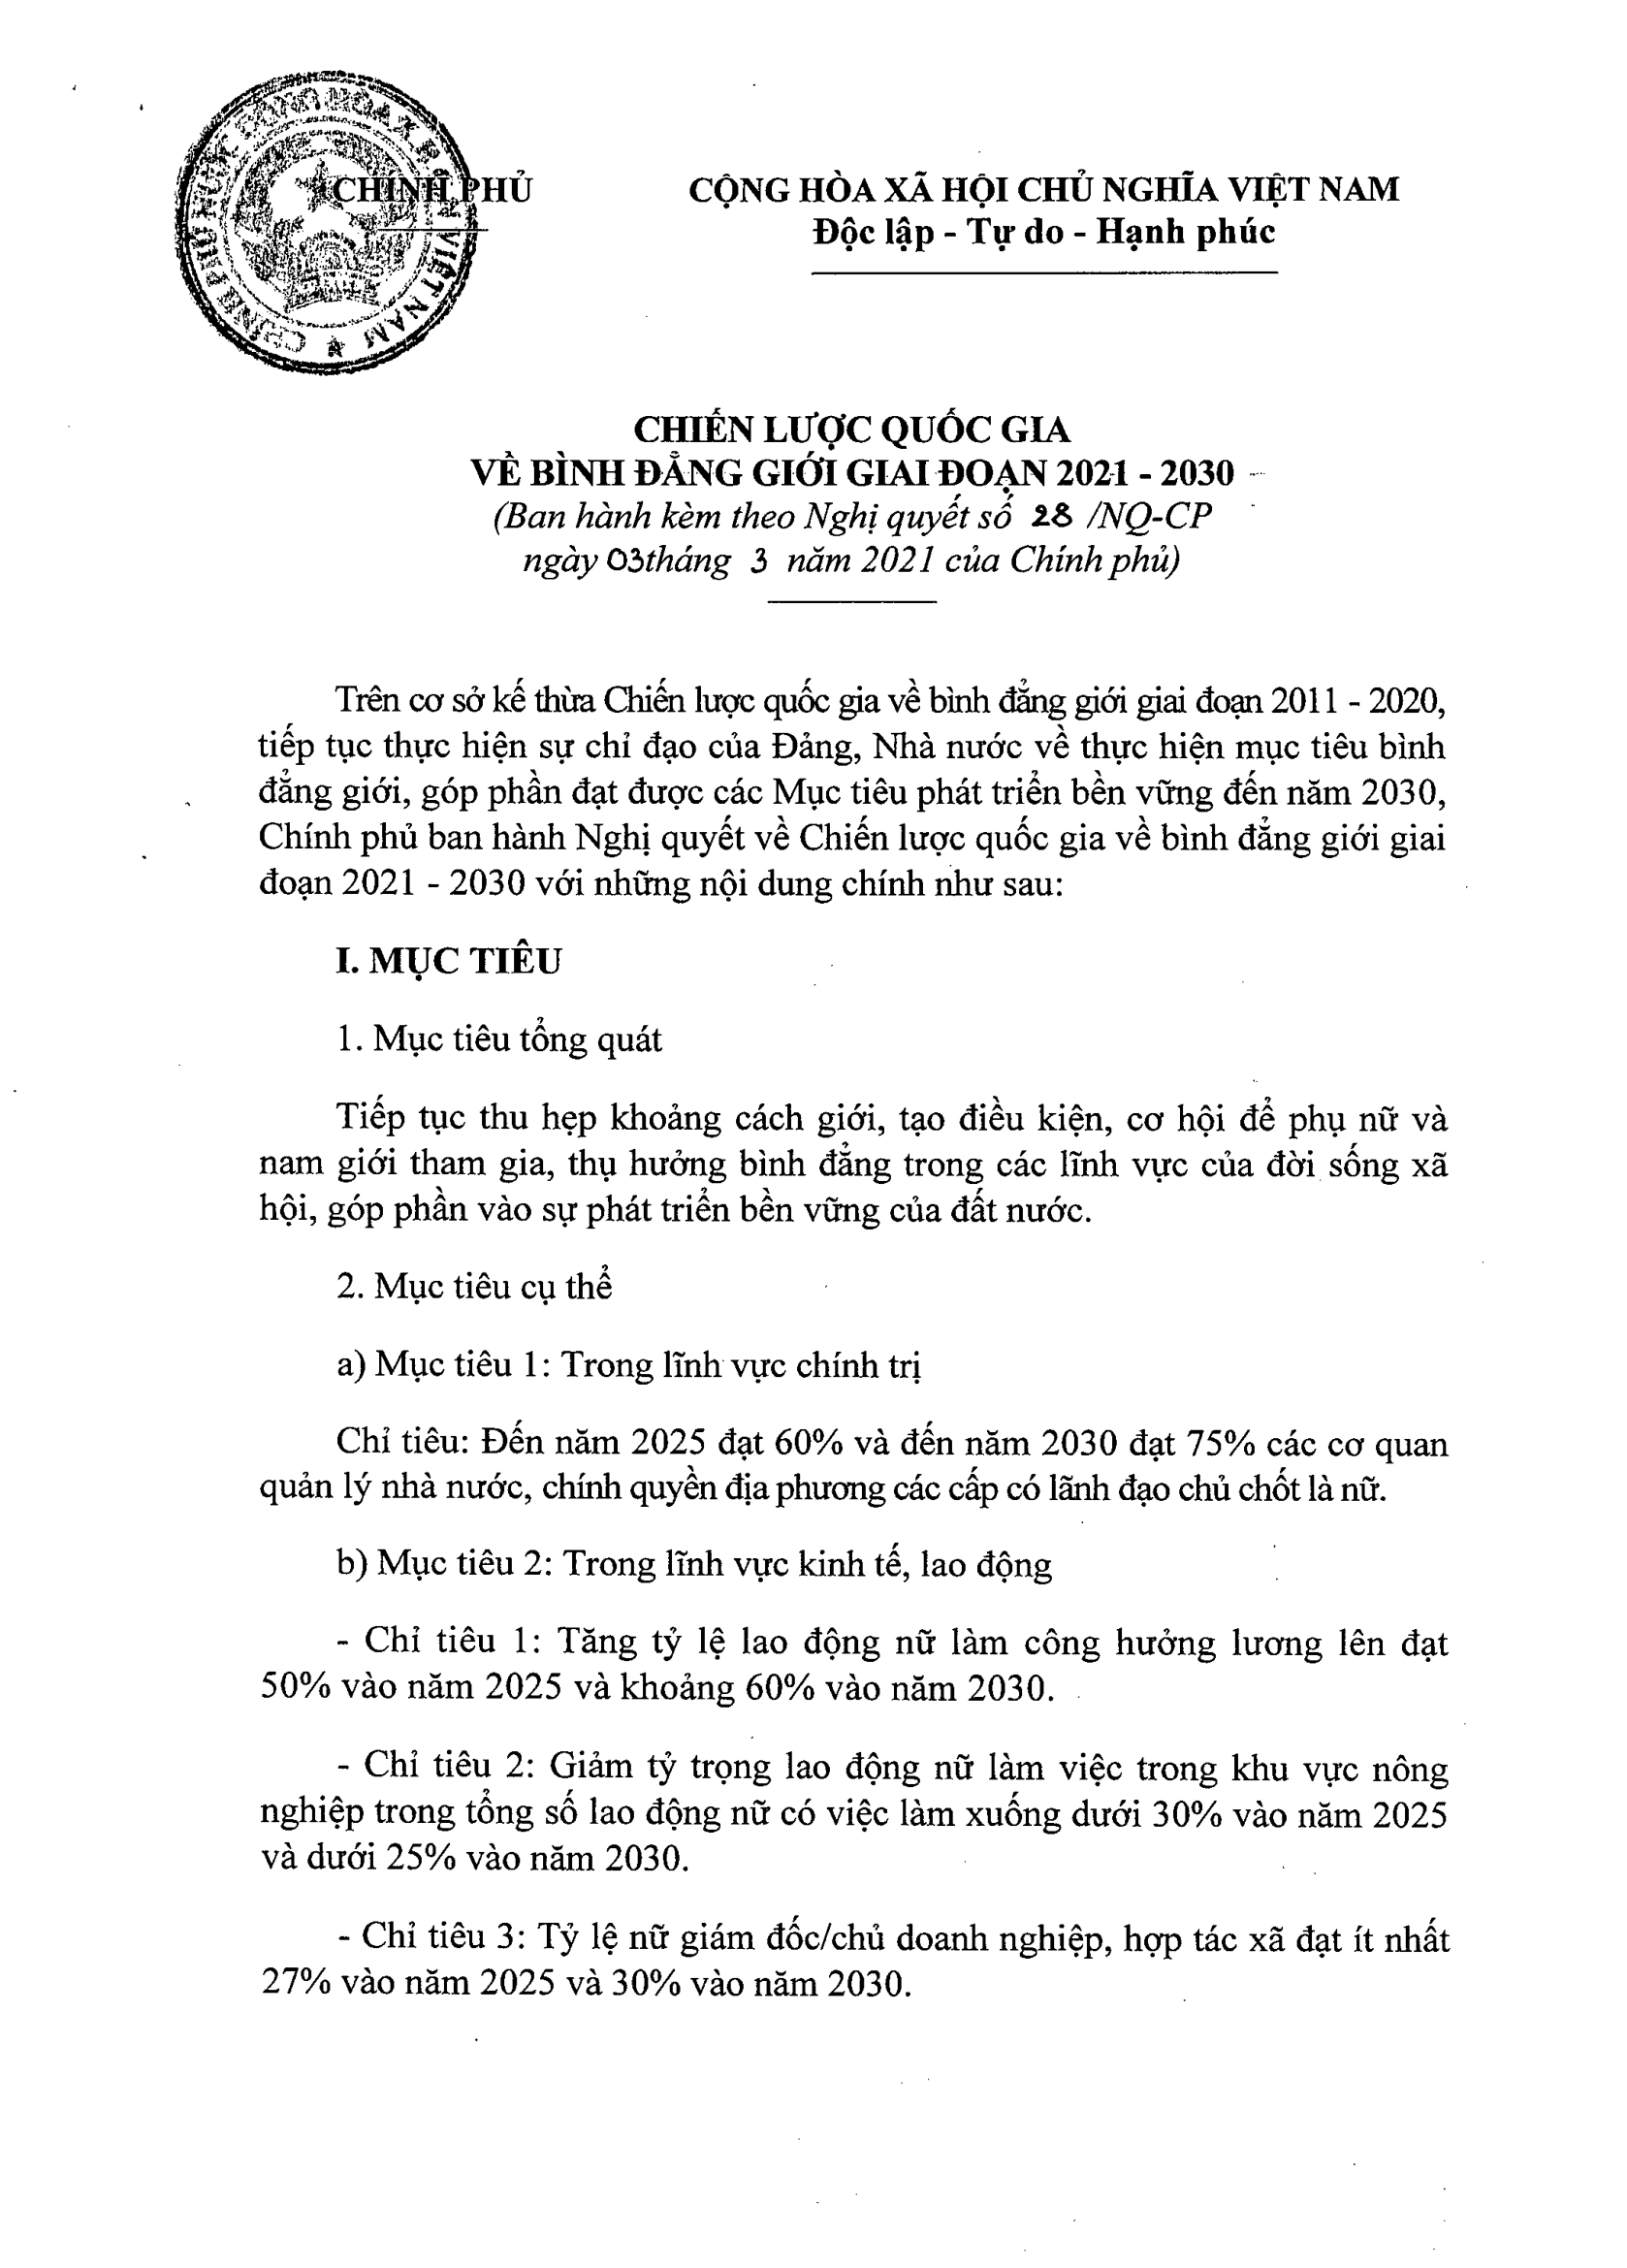 CHÍNH PHỦ
CỘNG HÒA XÃ HỘI CHỦ NGHĨA VIỆT NAM
Độc lập - Tự do - Hạnh phúc
VIỆT NAM
CHÍNH PHỦ
CHIẾN LƯỢC QUỐC GIA
VỀ BÌNH ĐẲNG GIỚI GIAI ĐOẠN 2021 - 2030
(Ban hành kèm theo Nghị quyết số 28 /NQ-CP
ngày 03tháng 3 năm 2021 của Chính phủ)
Trên cơ sở kế thừa Chiến lược quốc gia về bình đẳng giới giai đoạn 2011 - 2020,
tiếp tục thực hiện sự chỉ đạo của Đảng, Nhà nước về thực hiện mục tiêu bình
đẳng giới, góp phần đạt được các Mục tiêu phát triển bền vững đến năm 2030,
Chính phủ ban hành Nghị quyết về Chiến lược quốc gia về bình đẳng giới giai
đoạn 2021 - 2030 với những nội dung chính như sau:
I. MỤC TIÊU
1. Mục tiêu tổng quát
Tiếp tục thu hẹp khoảng cách giới, tạo điều kiện, cơ hội để phụ nữ và
nam giới tham gia, thụ hưởng bình đẳng trong các lĩnh vực của đời sống xã
hội, góp phần vào sự phát triển bền vững của đất nước.
2. Mục tiêu cụ thể
a) Mục tiêu 1: Trong lĩnh vực chính trị
Chỉ tiêu: Đến năm 2025 đạt 60% và đến năm 2030 đạt 75% các cơ quan
quản lý nhà nước, chính quyền địa phương các cấp có lãnh đạo chủ chốt là nữ.
b) Mục tiêu 2: Trong lĩnh vực kinh tế, lao động
- Chỉ tiêu 1: Tăng tỷ lệ lao động nữ làm công hưởng lương lên đạt
50% vào năm 2025 và khoảng 60% vào năm 2030.
- Chỉ tiêu 2: Giảm tỷ trọng lao động nữ làm việc trong khu vực nông
nghiệp trong tổng số lao động nữ có việc làm xuống dưới 30% vào năm 2025
và dưới 25% vào năm 2030.
- Chỉ tiêu 3: Tỷ lệ nữ giám đốc/chủ doanh nghiệp, hợp tác xã đạt ít nhất
27% vào năm 2025 và 30% vào năm 2030.